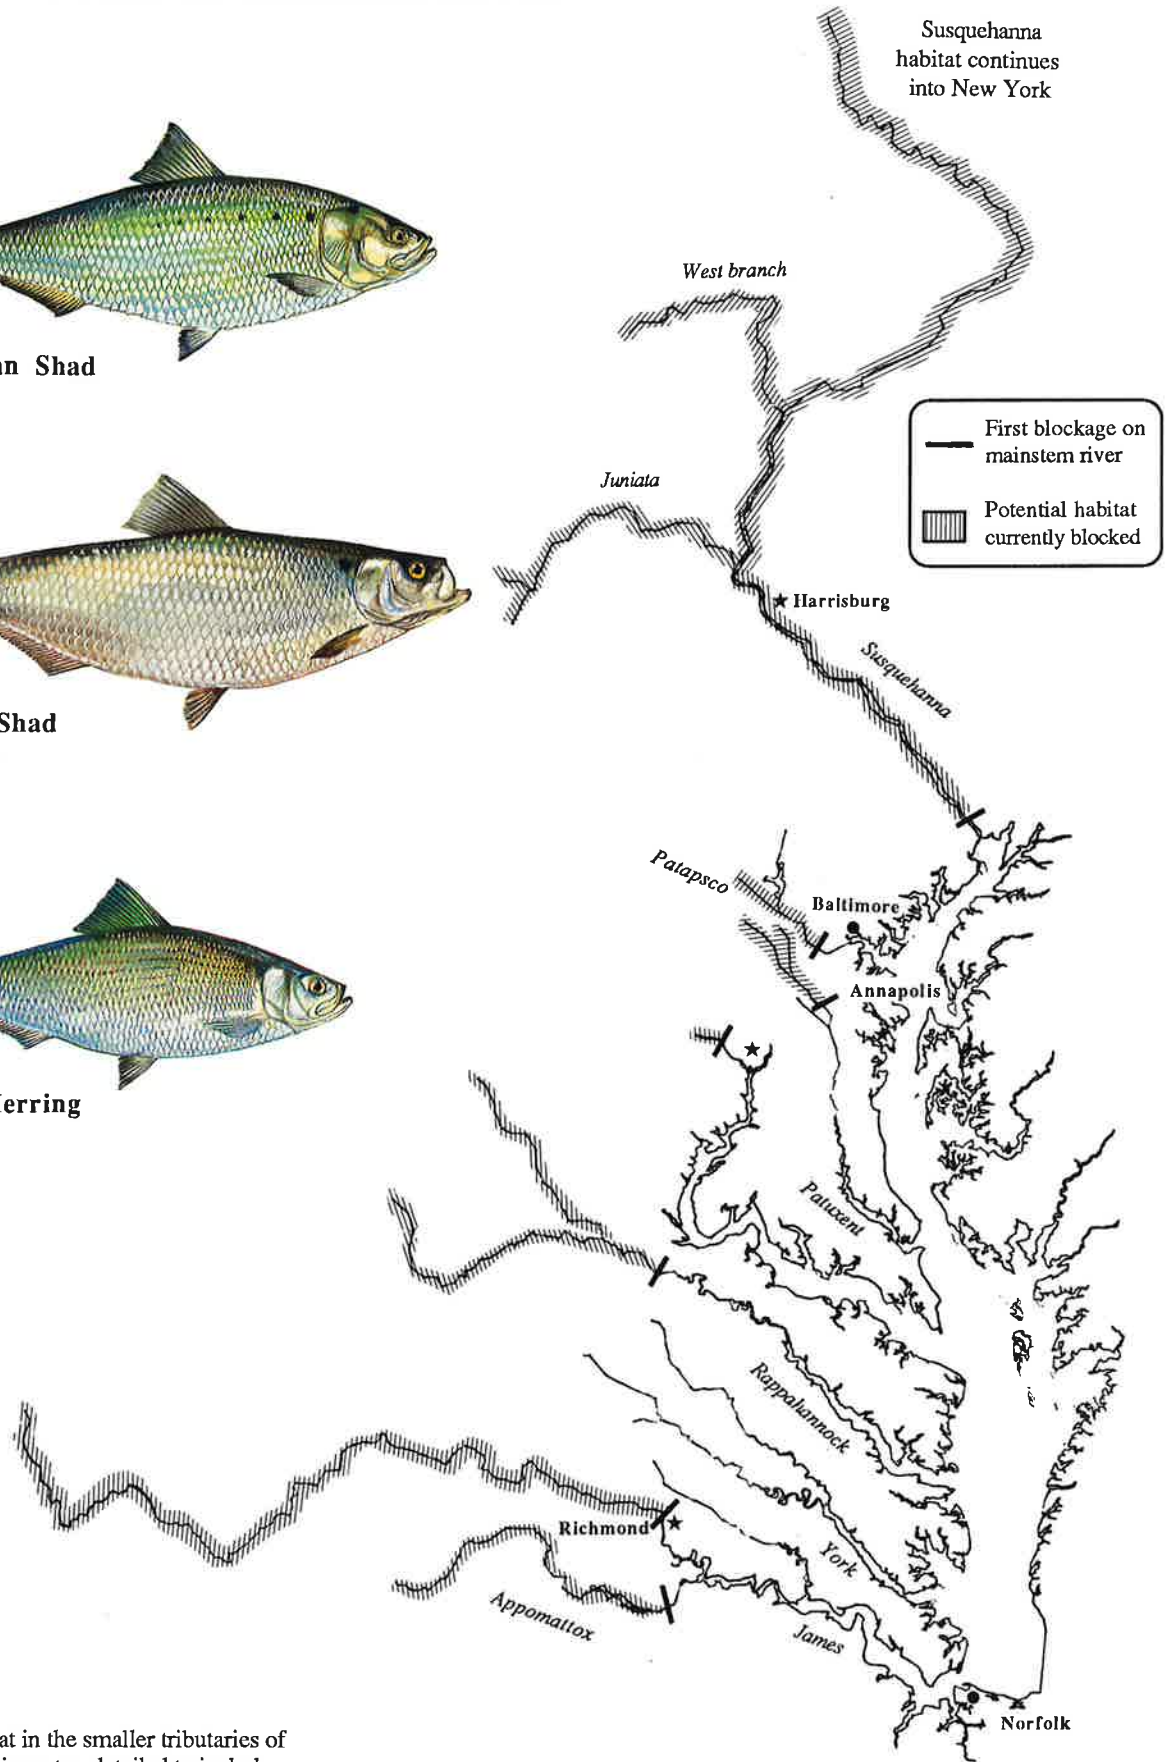 Susquehanna
habitat continues
into New York
West branch
an Shad
First blockage on
mainstem river
Juniata
Potential habitat
currently blocked
Harrisburg
Susquehanna
Shad
Patapsco
Baltimore
Annapolis
Herring
Patuxent
Rappahannock
Richmond
York
Appomattox
James
Norfolk
at in the smaller tributaries of